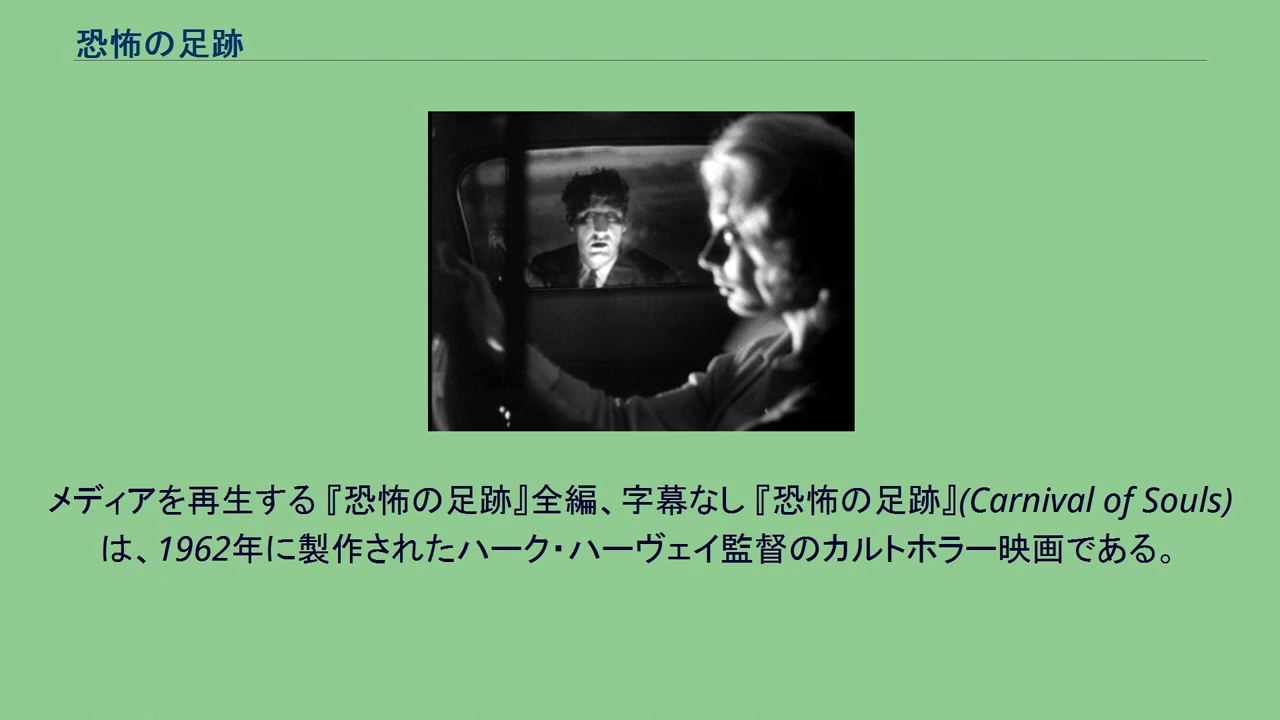 恐怖の足跡
メディアを再生する『恐怖の足跡』全編、字幕なし『恐怖の足跡』(Carnival of Souls)
は、1962年に製作されたハーク・ハーヴェイ監督のカルトホラー映画である。